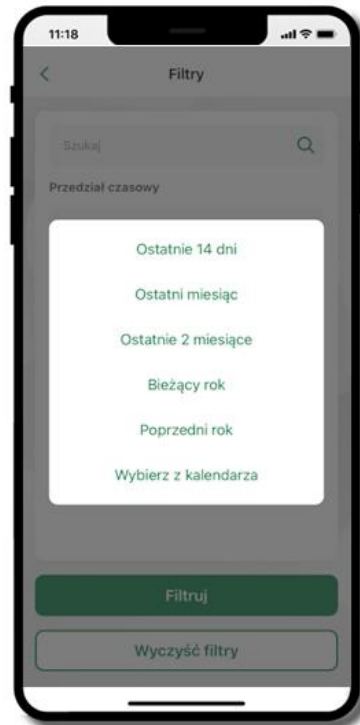 11:18
Filtry
Szukaj
Przedział czasowy
Ostatnie 14 dni
Ostatni miesiąc
Ostatnie 2 miesiące
Bieżący rok
Poprzedni rok
Wybierz z kalendarza
Filtruj
Wyczyść filtry